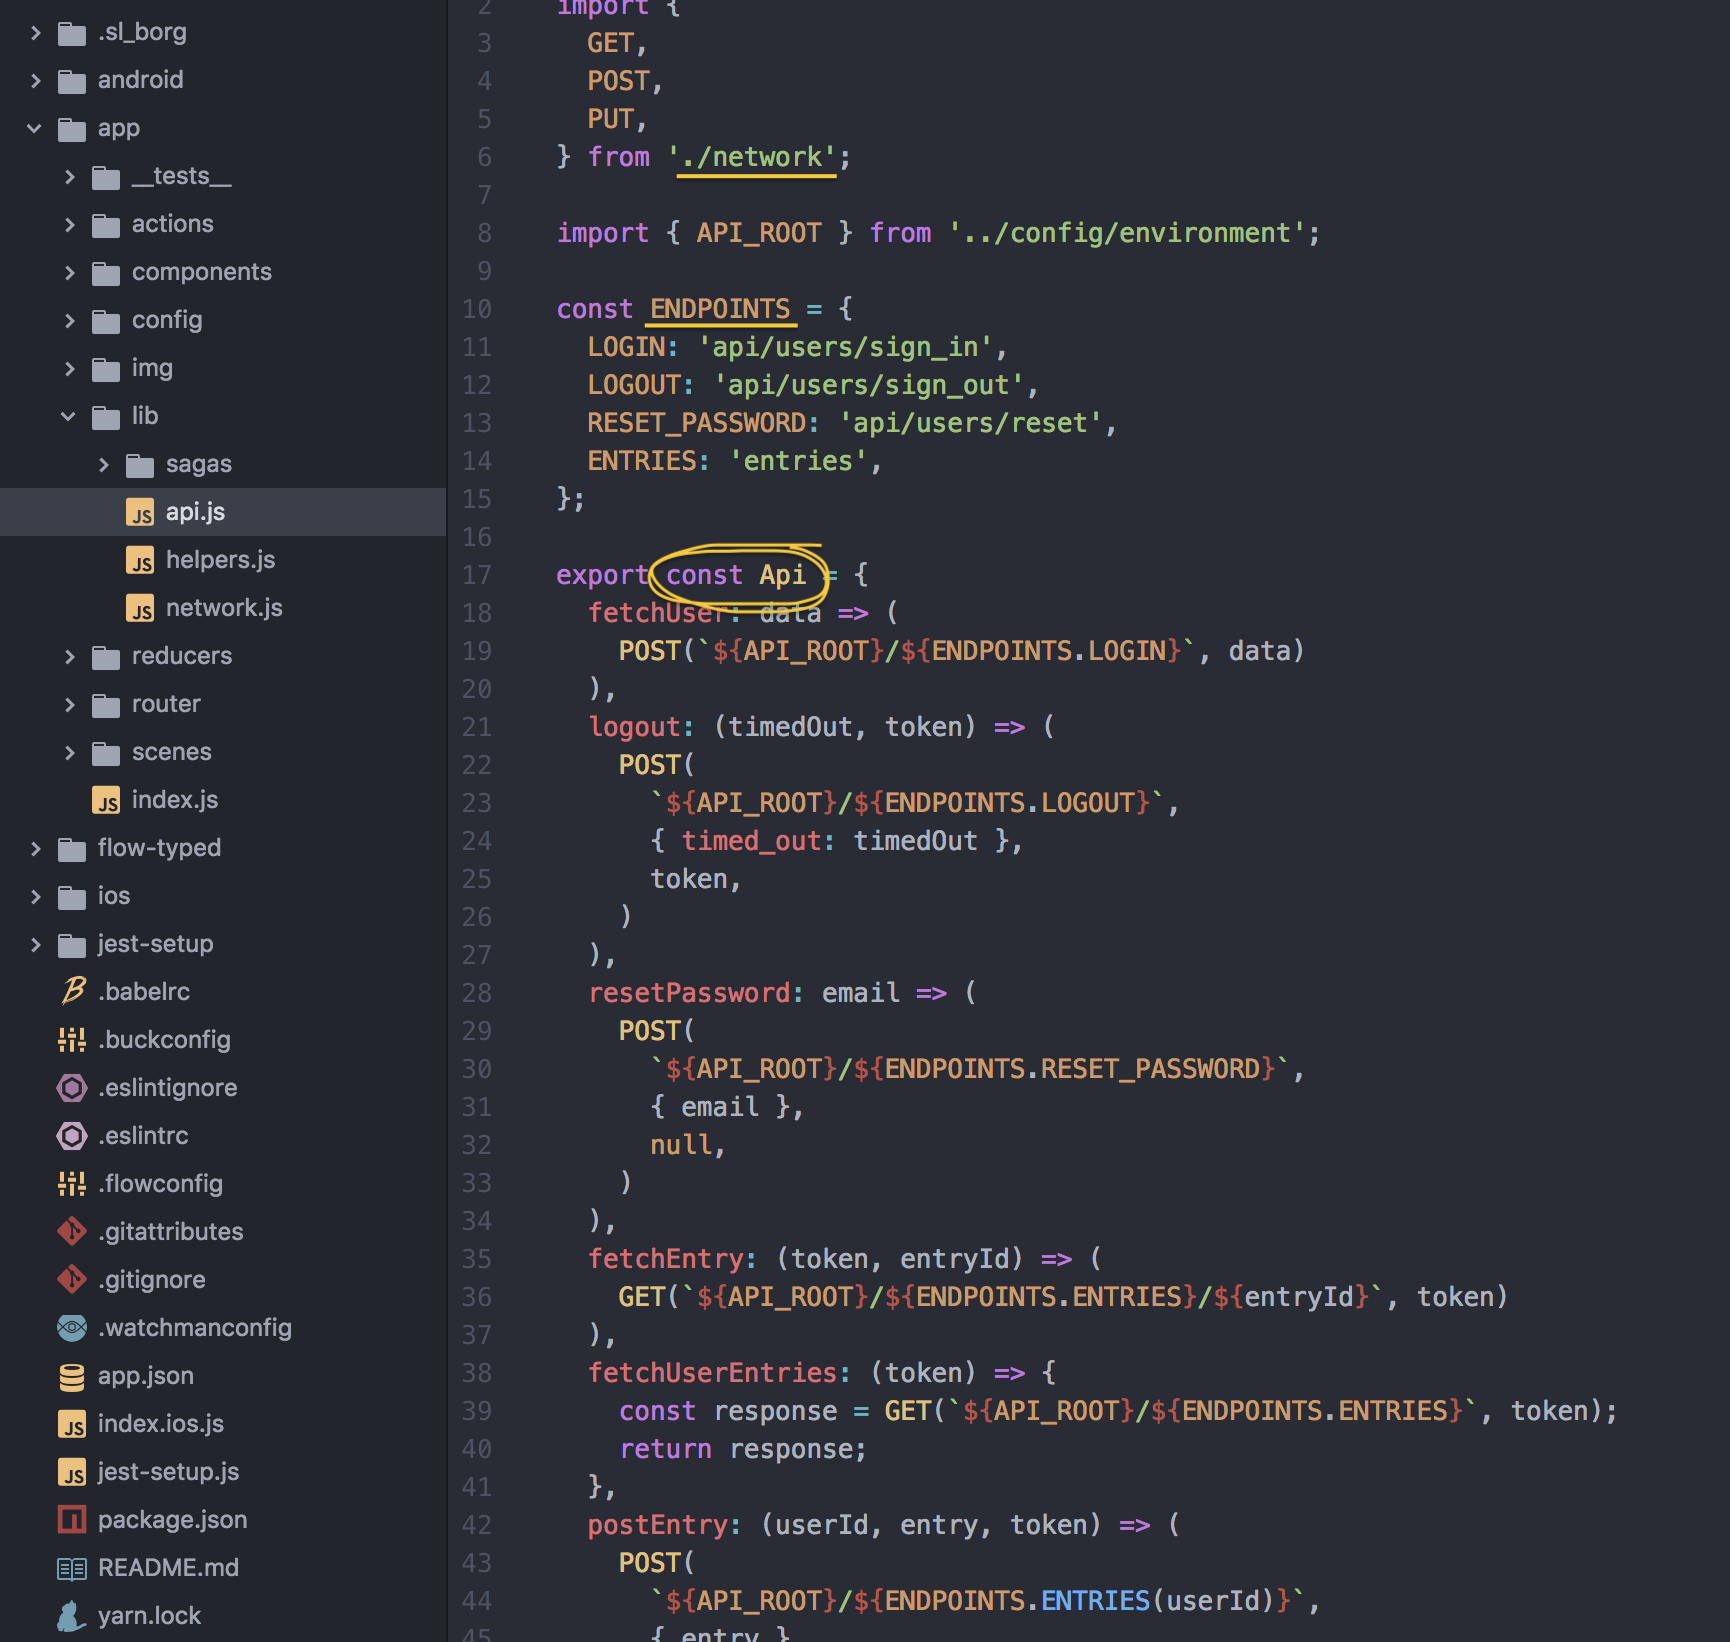 .sl_borg
android
app
__tests__
actions
components
config
img
lib
sagas
JS api.js
JS helpers.js
JS network.js
reducers
router
scenes
JS index.js
flow-typed
ios
jest-setup
.babelrc
.buckconfig
.eslintignore
.eslintrc
.flowconfig
.gitattributes
.gitignore
.watchmanconfig
app.json
JS index.ios.js
JS jest-setup.js
package.json
README.md
yarn.lock
2 import {
3 GET,
4 POST,
5 PUT,
6 } from './network';
7
8 import { API_ROOT } from '../config/environment';
9
10 const ENDPOINTS = {
11 LOGIN: 'api/users/sign_in',
12 LOGOUT: 'api/users/sign_out',
13 RESET_PASSWORD: 'api/users/reset',
14 ENTRIES: 'entries',
15 };
16
17 export const Api = {
18 fetchUser: data => (
19 POST(`${API_ROOT}/${ENDPOINTS.LOGIN}`, data)
20 ),
21 logout: (timedOut, token) => (
22 POST(
23 `${API_ROOT}/${ENDPOINTS.LOGOUT}`,
24 { timed_out: timedOut },
25 token,
26 )
27 ),
28 resetPassword: email => (
29 POST(
30 `${API_ROOT}/${ENDPOINTS.RESET_PASSWORD}`,
31 { email },
32 null,
33 )
34 ),
35 fetchEntry: (token, entryId) => (
36 GET(`${API_ROOT}/${ENDPOINTS.ENTRIES}/${entryId}`, token)
37 ),
38 fetchUserEntries: (token) => {
39 const response = GET(`${API_ROOT}/${ENDPOINTS.ENTRIES}`, token);
40 return response;
41 },
42 postEntry: (userId, entry, token) => (
43 POST(
44 `${API_ROOT}/${ENDPOINTS.ENTRIES(userId)}`,
45 { entry }